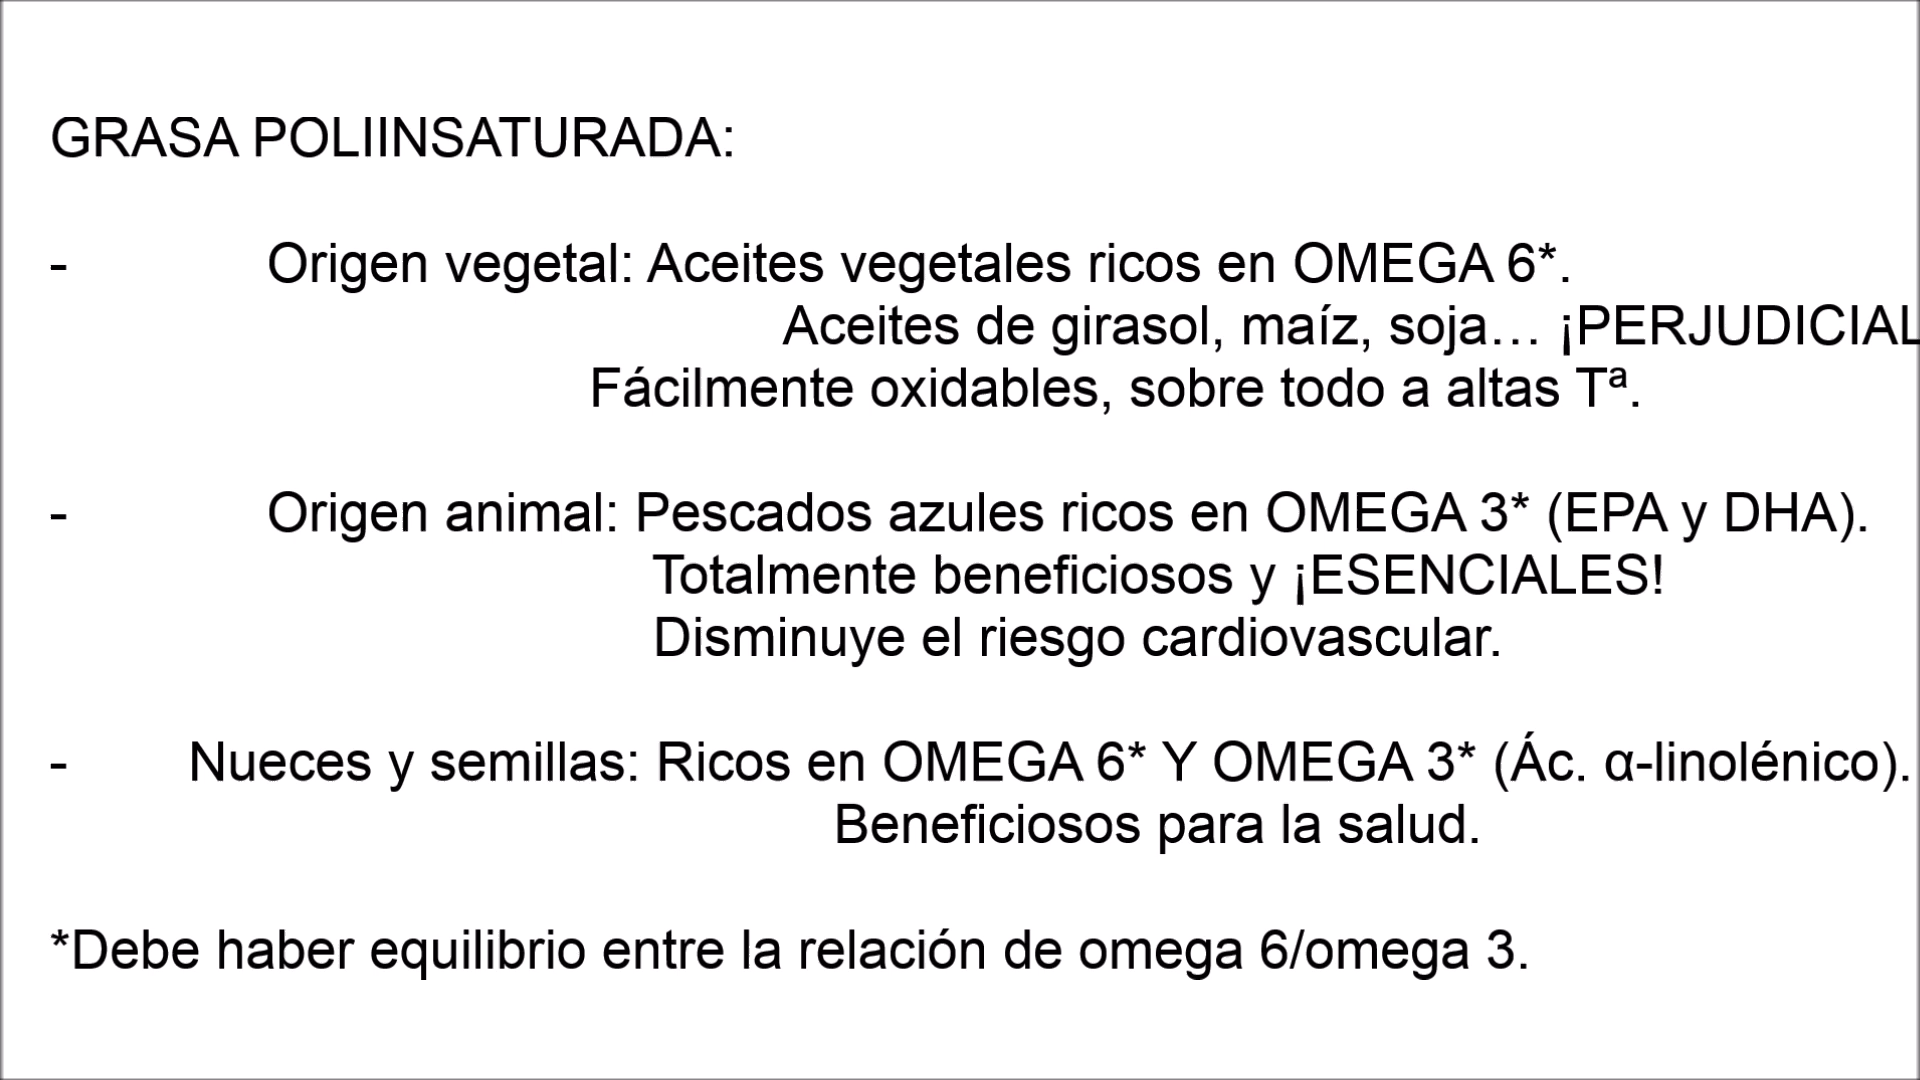 GRASA POLIINSATURADA:
- Origen vegetal: Aceites vegetales ricos en OMEGA 6*.
Aceites de girasol, maíz, soja… ¡PERJUDICIAL
Fácilmente oxidables, sobre todo a altas Tª.
- Origen animal: Pescados azules ricos en OMEGA 3* (EPA y DHA).
Totalmente beneficiosos y ¡ESENCIALES!
Disminuye el riesgo cardiovascular.
- Nueces y semillas: Ricos en OMEGA 6* Y OMEGA 3* (Ác. α-linolénico).
Beneficiosos para la salud.
*Debe haber equilibrio entre la relación de omega 6/omega 3.